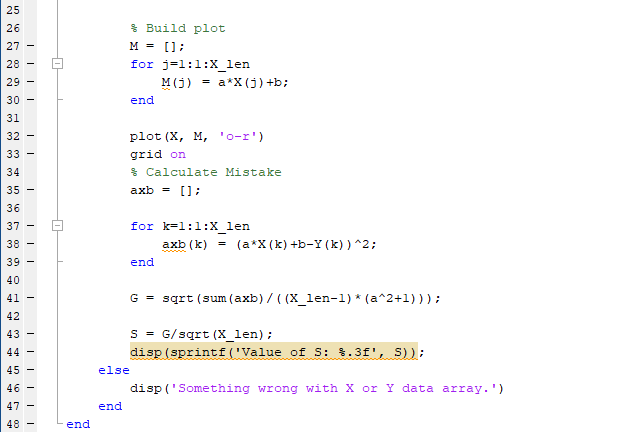 25
26 % Build plot
27 – M = [];
28 – for j=1:1:X_len
29 – M(j) = a*X(j)+b;
30 – end
31
32 – plot(X, M, 'o-r')
33 – grid on
34 % Calculate Mistake
35 – axb = [];
36
37 – for k=1:1:X_len
38 – axb(k) = (a*X(k)+b-Y(k))^2;
39 – end
40
41 – G = sqrt(sum(axb)/((X_len-1)*(a^2+1)));
42
43 – S = G/sqrt(X_len);
44 – disp(sprintf('Value of S: %.3f', S));
45 – else
46 – disp('Something wrong with X or Y data array.')
47 – end
48 – end